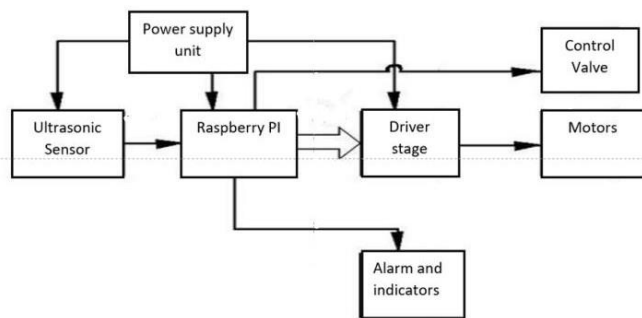 Power supply
unit
Control
Valve
Ultrasonic
Sensor
Raspberry PI
Driver
stage
Motors
Alarm and
indicators